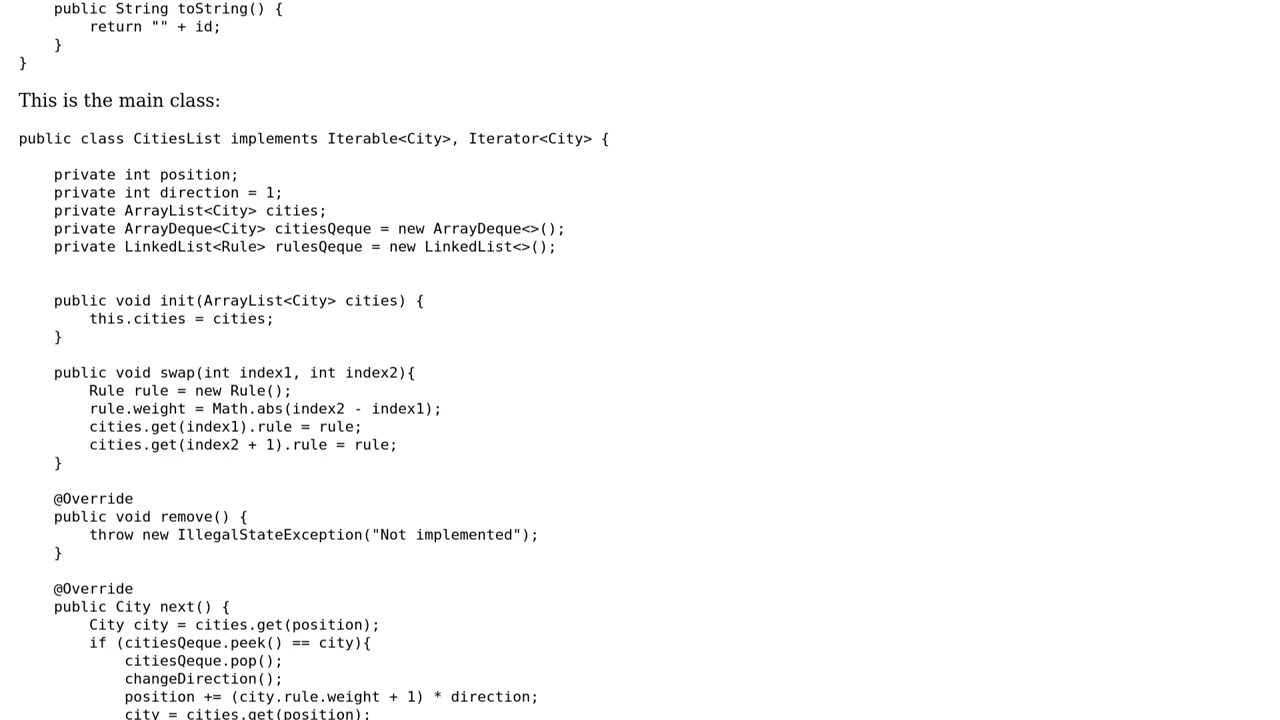 public String toString() {
        return "" + id;
    }
}
This is the main class:
public class CitiesList implements Iterable<City>, Iterator<City> {
    private int position;
    private int direction = 1;
    private ArrayList<City> cities;
    private ArrayDeque<City> citiesQeque = new ArrayDeque<>();
    private LinkedList<Rule> rulesQeque = new LinkedList<>();
    public void init(ArrayList<City> cities) {
        this.cities = cities;
    }
    public void swap(int index1, int index2){
        Rule rule = new Rule();
        rule.weight = Math.abs(index2 - index1);
        cities.get(index1).rule = rule;
        cities.get(index2 + 1).rule = rule;
    }
    @Override
    public void remove() {
        throw new IllegalStateException("Not implemented");
    }
    @Override
    public City next() {
        City city = cities.get(position);
        if (citiesQeque.peek() == city){
            citiesQeque.pop();
            changeDirection();
            position += (city.rule.weight + 1) * direction;
            city = cities.get(position);